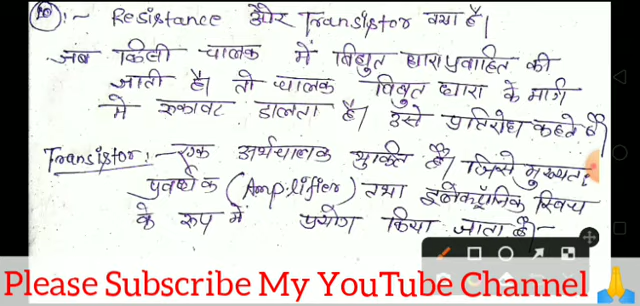 (10):- Resistance और Transistor क्या है।
जब किसी चालक में विधुत धारा प्रवाहित की
जाती है। तो चालक विधुत धारा के मार्ग
मे रुकावट डालता है। उसे प्रतिरोध कहते है।
Transistor:- एक अर्धचालक युक्ति है। जिसे मुख्यतः
प्रवर्धक (Amplifier) तथा इलेक्ट्रॉनिक स्विच
के रूप में प्रयोग किया जाता है।-
Please Subscribe My YouTube Channel 🙏